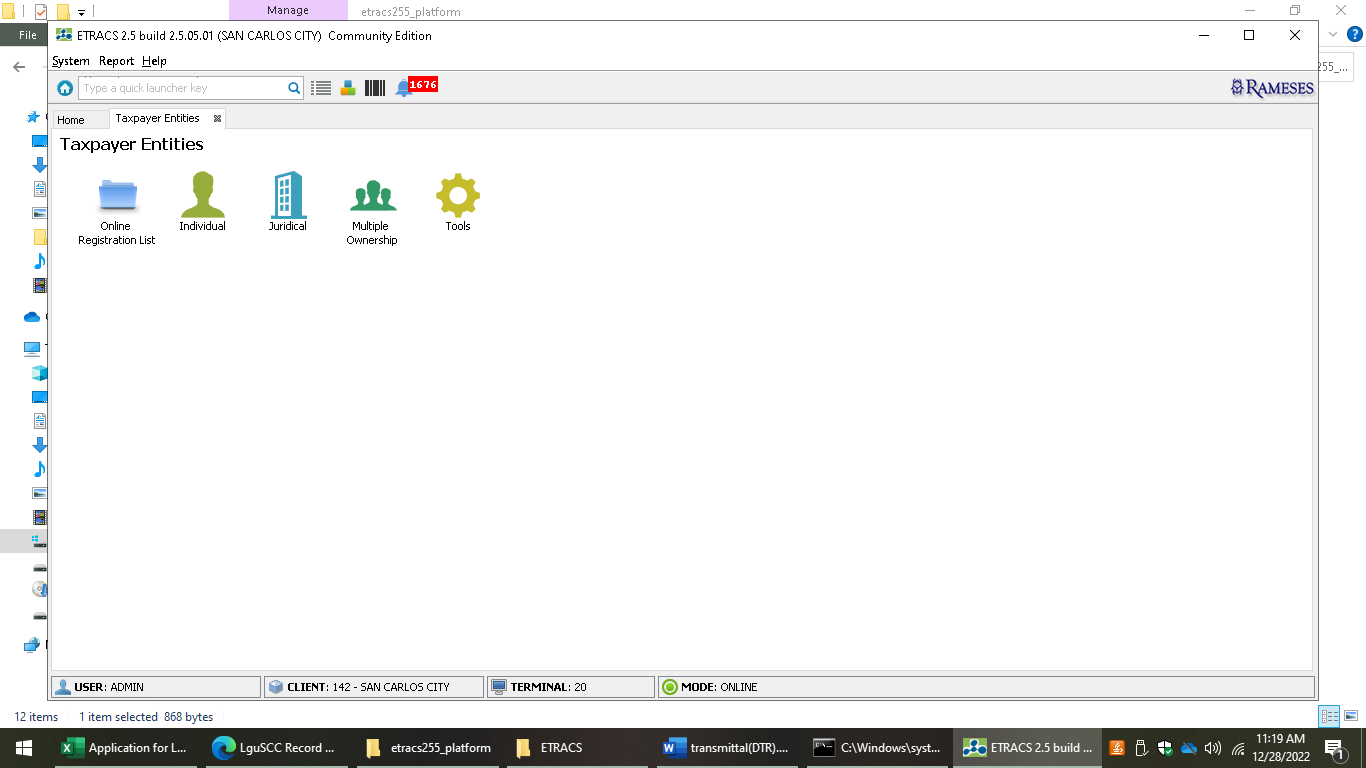 Manage
etracs255_platform
File
ETRACS 2.5 build 2.5.05.01 (SAN CARLOS CITY) Community Edition
System Report Help
Type a quick launcher key
1676
RAMESES
255_...
Home
Taxpayer Entities
Taxpayer Entities
Online
Registration List
Individual
Juridical
Multiple
Ownership
Tools
USER: ADMIN
CLIENT: 142 - SAN CARLOS CITY
TERMINAL: 20
MODE: ONLINE
12 items
1 item selected 868 bytes
Application for L...
LguSCC Record ...
etracs255_platform
ETRACS
transmittal(DTR)....
C:\Windows\syst...
ETRACS 2.5 build ...
11:19 AM
12/28/2022
1